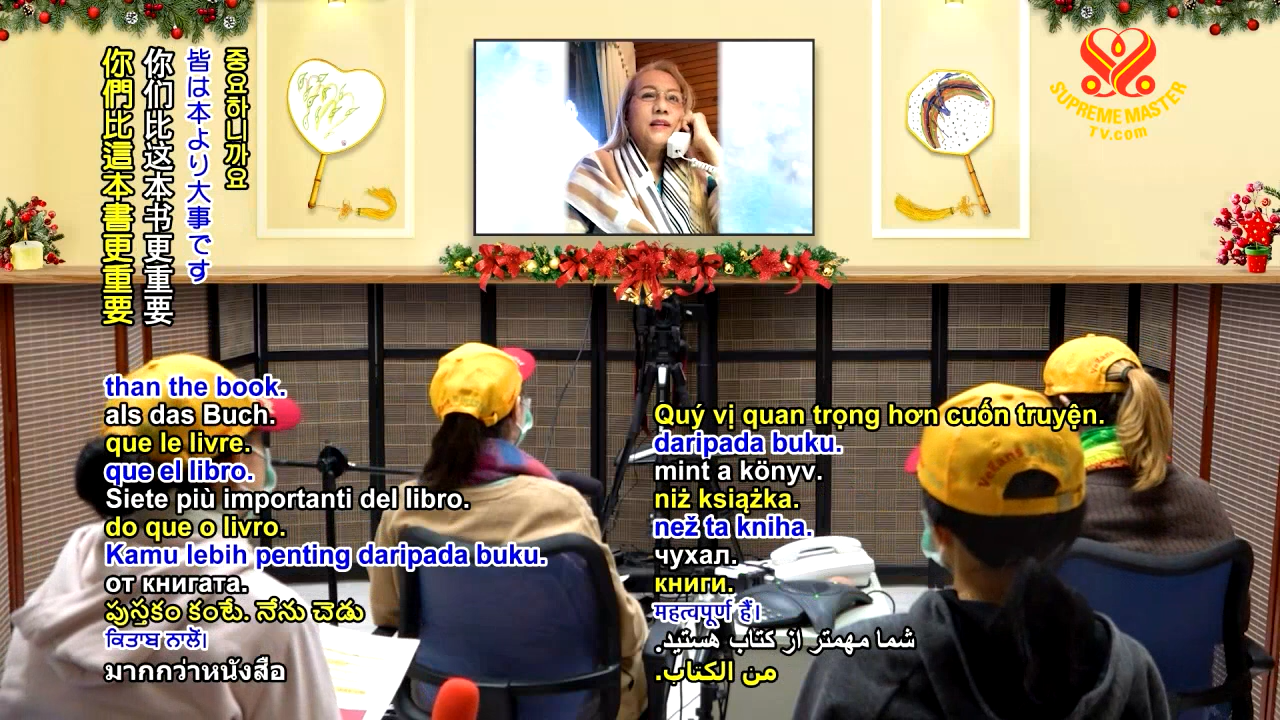 중요하니까요
皆は本より大事です
你们比这本书更重要
你們比這本書更重要
SUPREME MASTER
TV.com
than the book.
als das Buch.
que le livre.
que el libro.
Siete più importanti del libro.
do que o livro.
Kamu lebih penting daripada buku.
от книгата.
పుస్తకం కంటే. నేను చెడు
ਕਿਤਾਬ ਨਾਲੋਂ।
มากกว่าหนังสือ
Quý vị quan trọng hơn cuốn truyện.
daripada buku.
mint a könyv.
niż książka.
než ta kniha.
чухал.
книги.
महत्वपूर्ण हैं।
شما مهمتر از کتاب هستید.
من الكتاب.